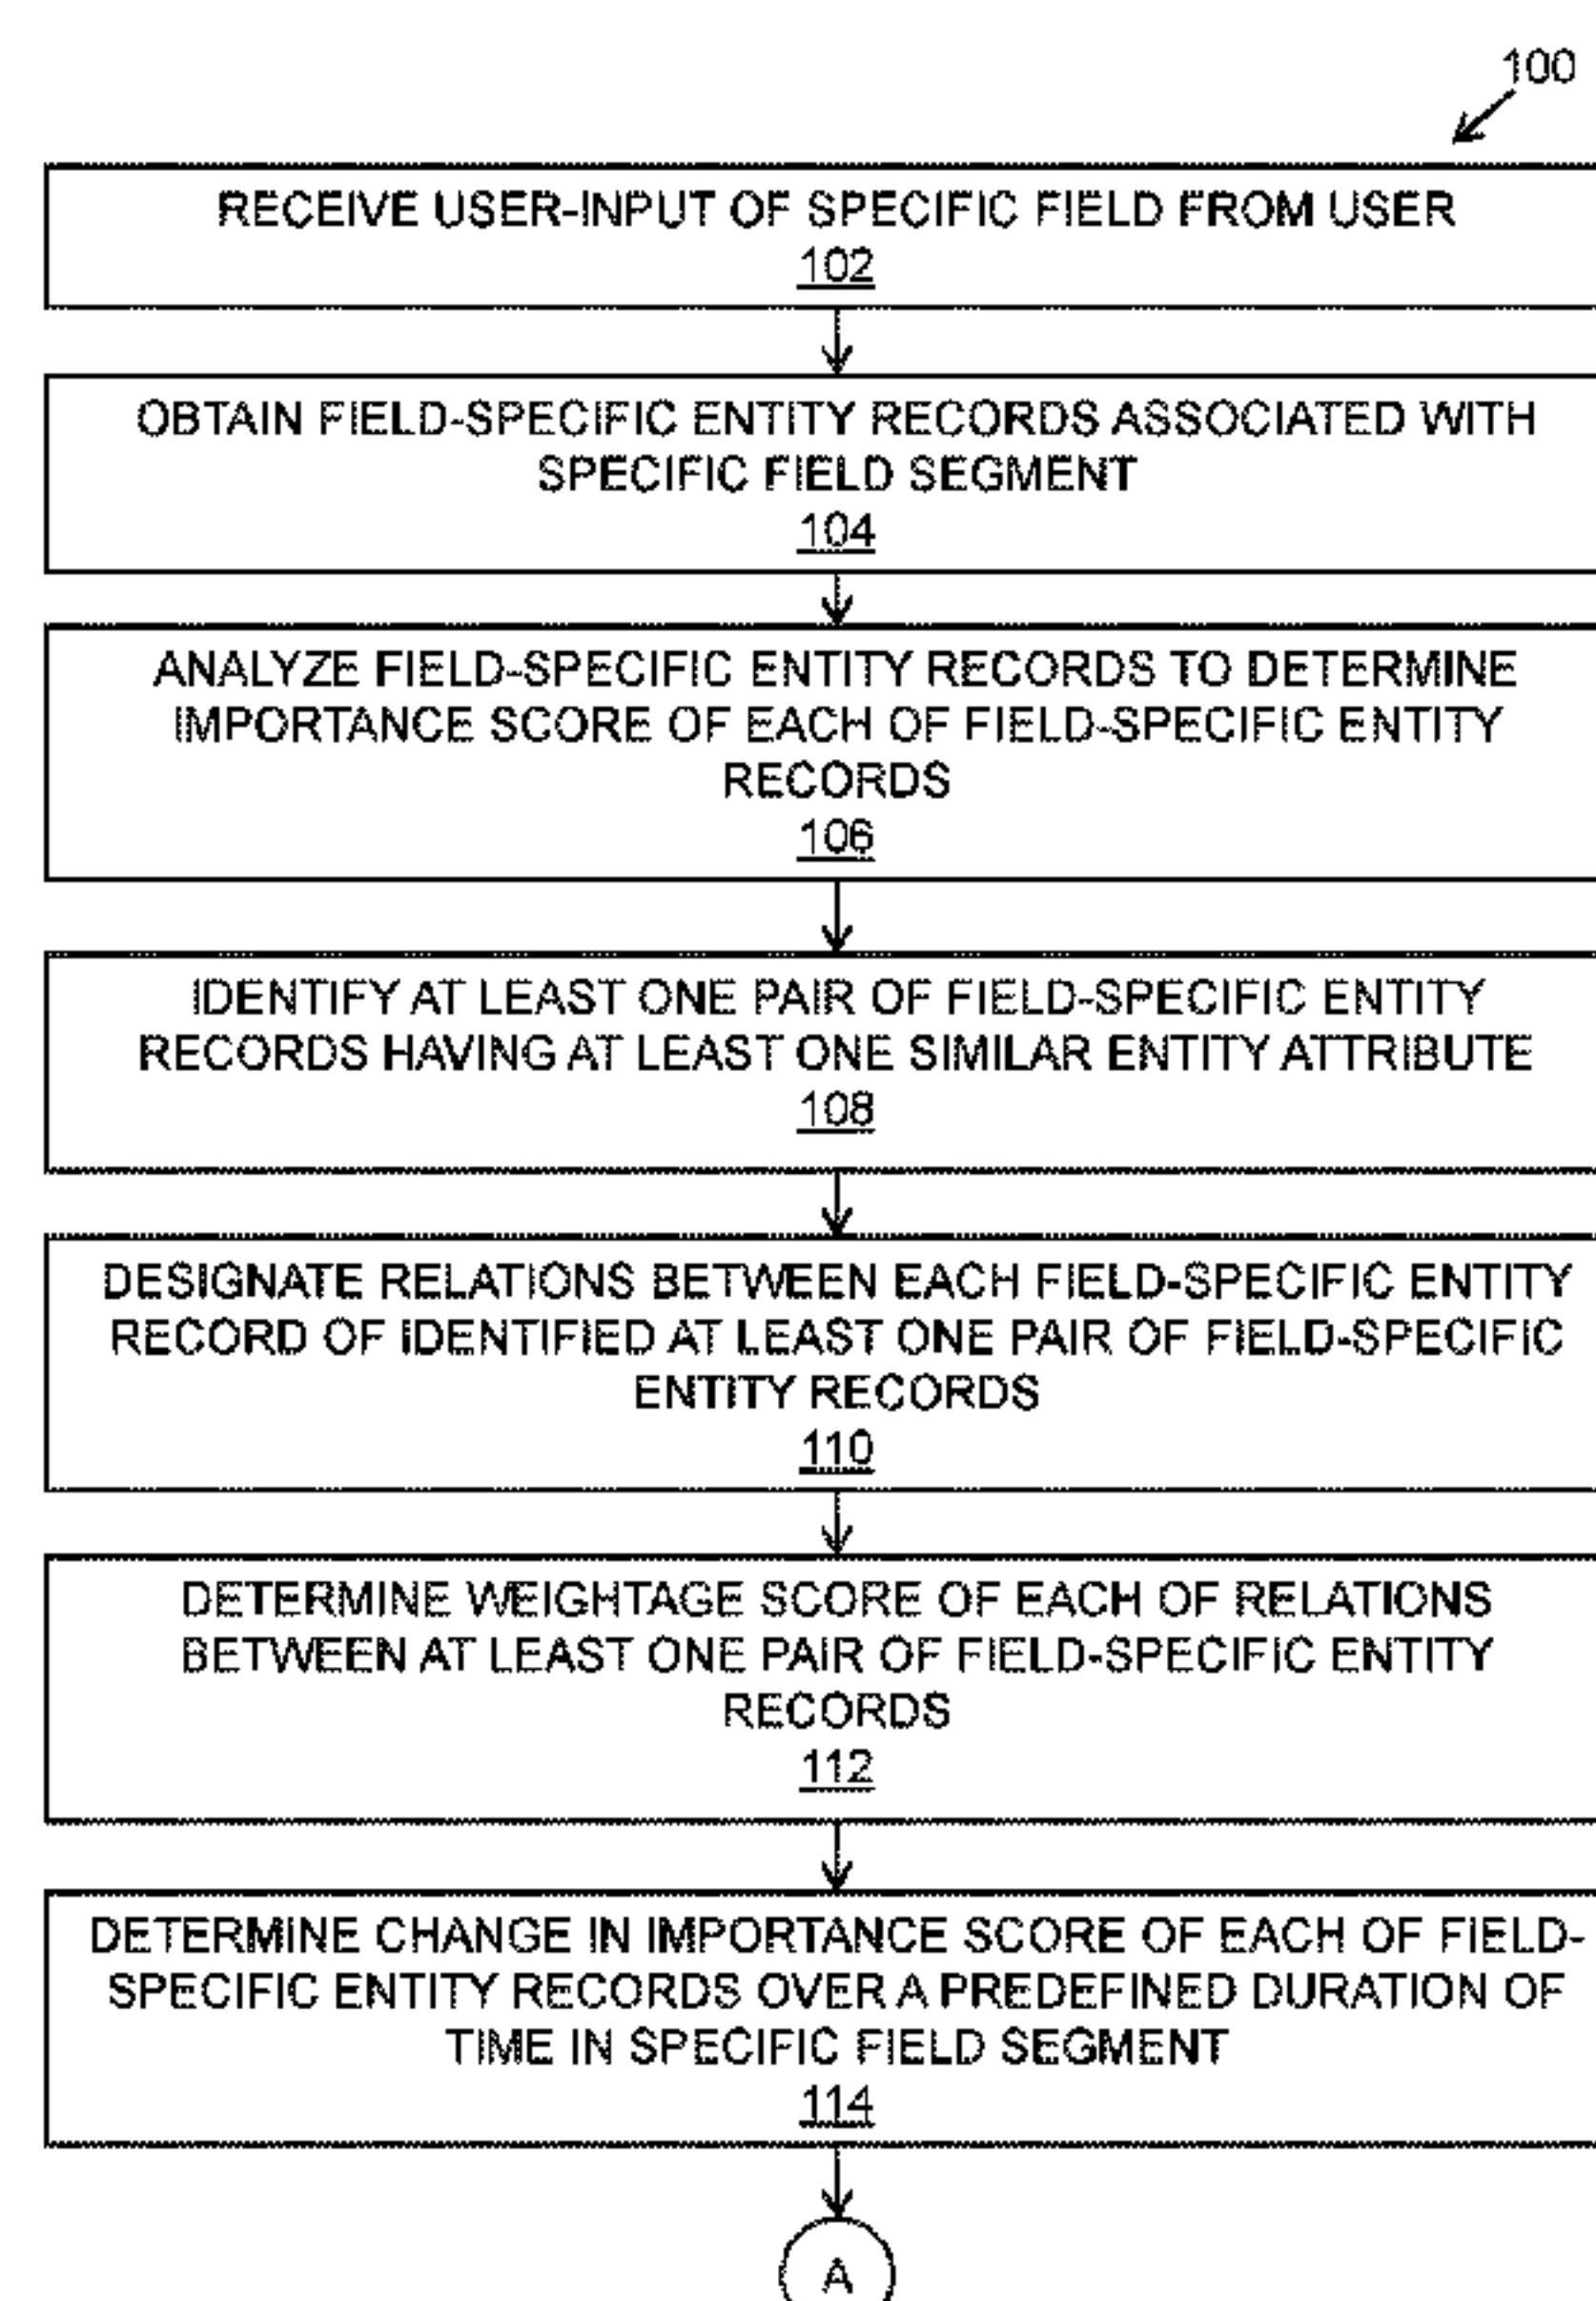 100
RECEIVE USER-INPUT OF SPECIFIC FIELD FROM USER
102
OBTAIN FIELD-SPECIFIC ENTITY RECORDS ASSOCIATED WITH
SPECIFIC FIELD SEGMENT
104
ANALYZE FIELD-SPECIFIC ENTITY RECORDS TO DETERMINE
IMPORTANCE SCORE OF EACH OF FIELD-SPECIFIC ENTITY
RECORDS
106
IDENTIFY AT LEAST ONE PAIR OF FIELD-SPECIFIC ENTITY
RECORDS HAVING AT LEAST ONE SIMILAR ENTITY ATTRIBUTE
108
DESIGNATE RELATIONS BETWEEN EACH FIELD-SPECIFIC ENTITY
RECORD OF IDENTIFIED AT LEAST ONE PAIR OF FIELD-SPECIFIC
ENTITY RECORDS
110
DETERMINE WEIGHTAGE SCORE OF EACH OF RELATIONS
BETWEEN AT LEAST ONE PAIR OF FIELD-SPECIFIC ENTITY
RECORDS
112
DETERMINE CHANGE IN IMPORTANCE SCORE OF EACH OF FIELD-
SPECIFIC ENTITY RECORDS OVER A PREDEFINED DURATION OF
TIME IN SPECIFIC FIELD SEGMENT
114
A